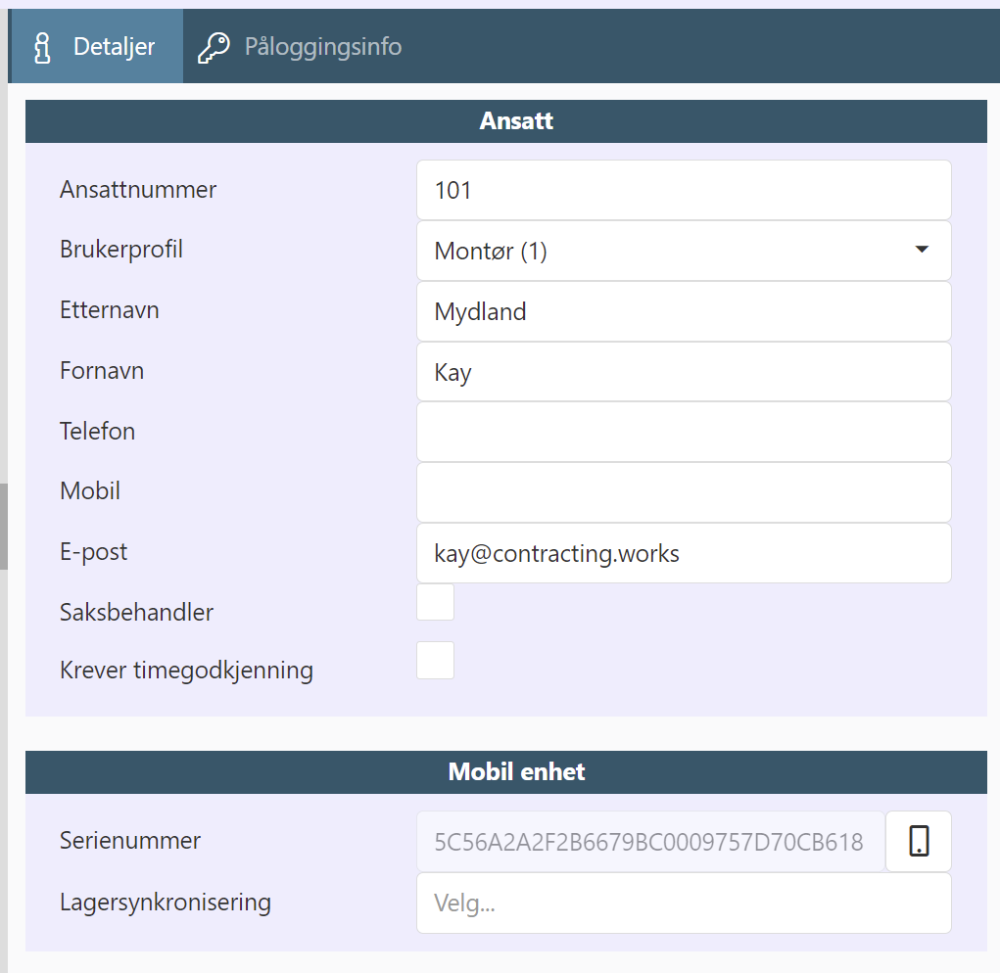 Detaljer Påloggingsinfo
Ansatt
Ansattnummer 101
Brukerprofil Montør (1)
Etternavn Mydland
Fornavn Kay
Telefon
Mobil
E-post kay@contracting.works
Saksbehandler
Krever timegodkjenning
Mobil enhet
Serienummer 5C56A2A2F2B6679BC0009757D70CB618
Lagersynkronisering Velg...